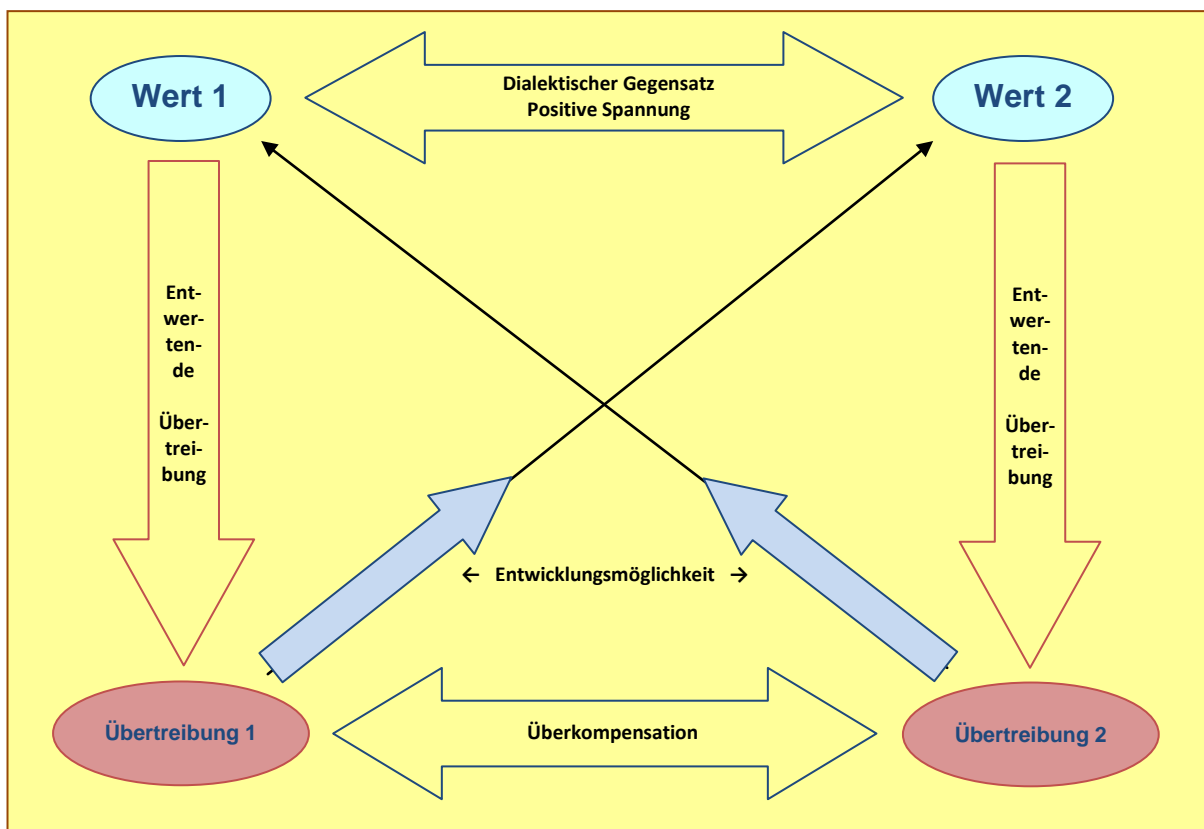 Wert 1
Dialektischer Gegensatz
Positive Spannung
Wert 2
Ent-
wer-
ten-
de
Über-
trei-
bung
Ent-
wer-
ten-
de
Über-
trei-
bung
← Entwicklungsmöglichkeit →
Übertreibung 1
Überkompensation
Übertreibung 2